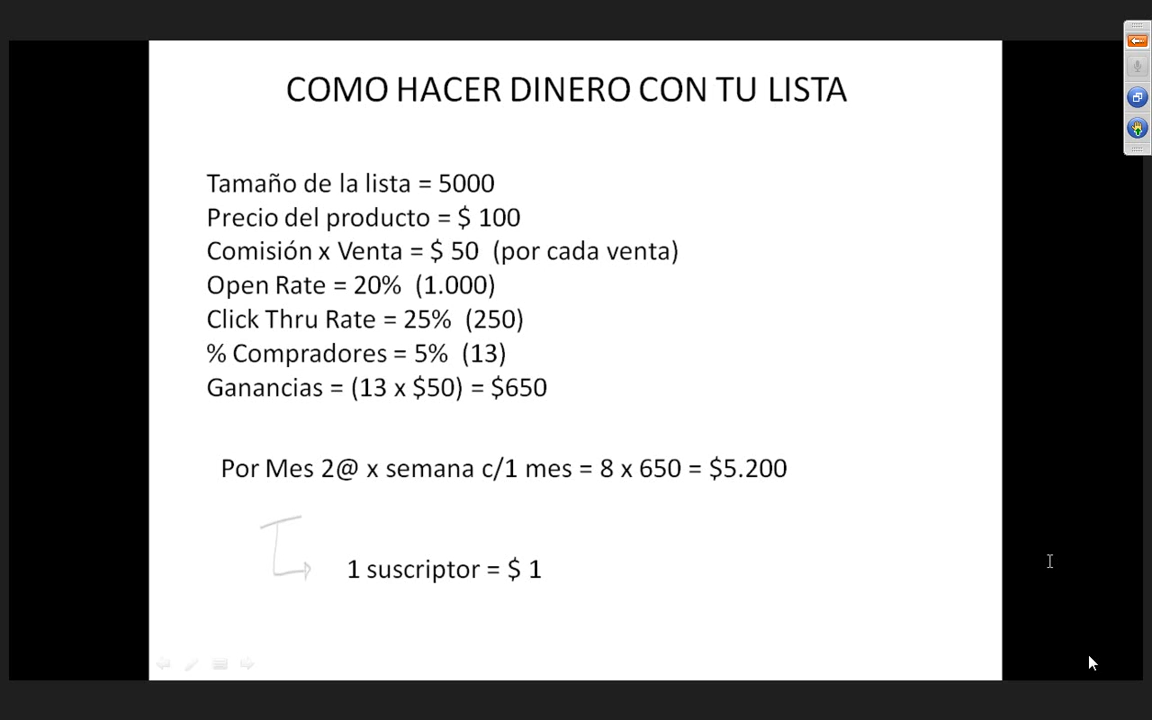 COMO HACER DINERO CON TU LISTA
Tamaño de la lista = 5000
Precio del producto = $ 100
Comisión x Venta = $ 50 (por cada venta)
Open Rate = 20% (1.000)
Click Thru Rate = 25% (250)
% Compradores = 5% (13)
Ganancias = (13 x $50) = $650
Por Mes 2@ x semana c/1 mes = 8 x 650 = $5.200
1 suscriptor = $ 1